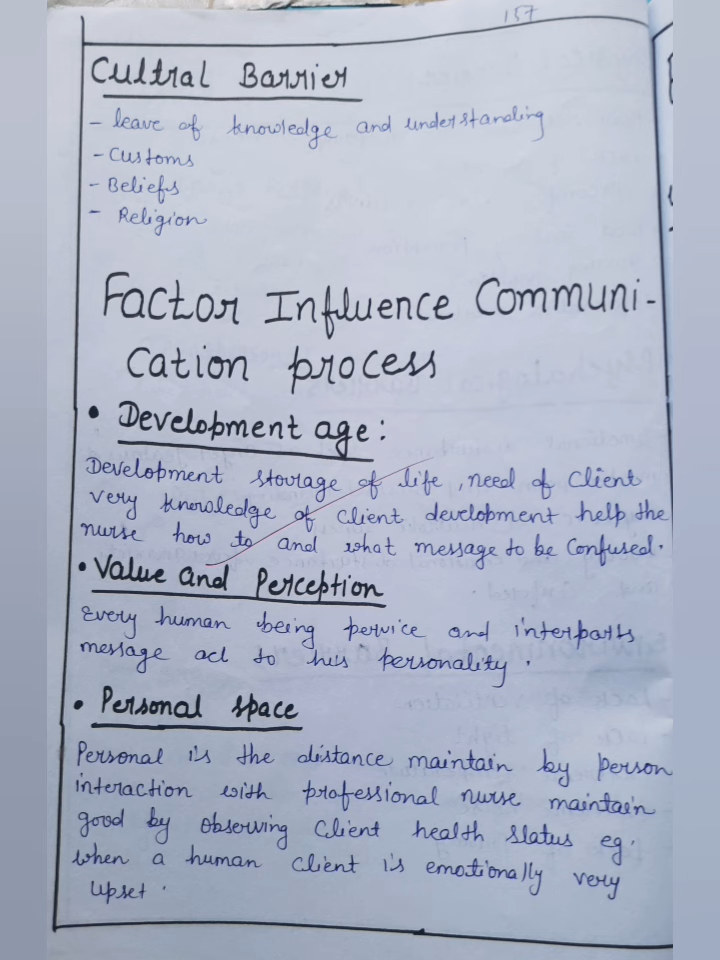 157
Cultral Barrier
- leave of knowledge and understanding
- Customs
- Beliefs
- Religion
Factor Influence Communi-
cation process
• Development age:
Development storage of life, need of Client
very knowledge of client development help the
nurse how to and what message to be Confused.
• Value and Perception
Every human being pervice and interparts
message act to his personality.
• Personal space
Personal is the distance maintain by person
interaction with professional nurse maintain
good by observing Client health status eg.
when a human client is emotionally very
upset.